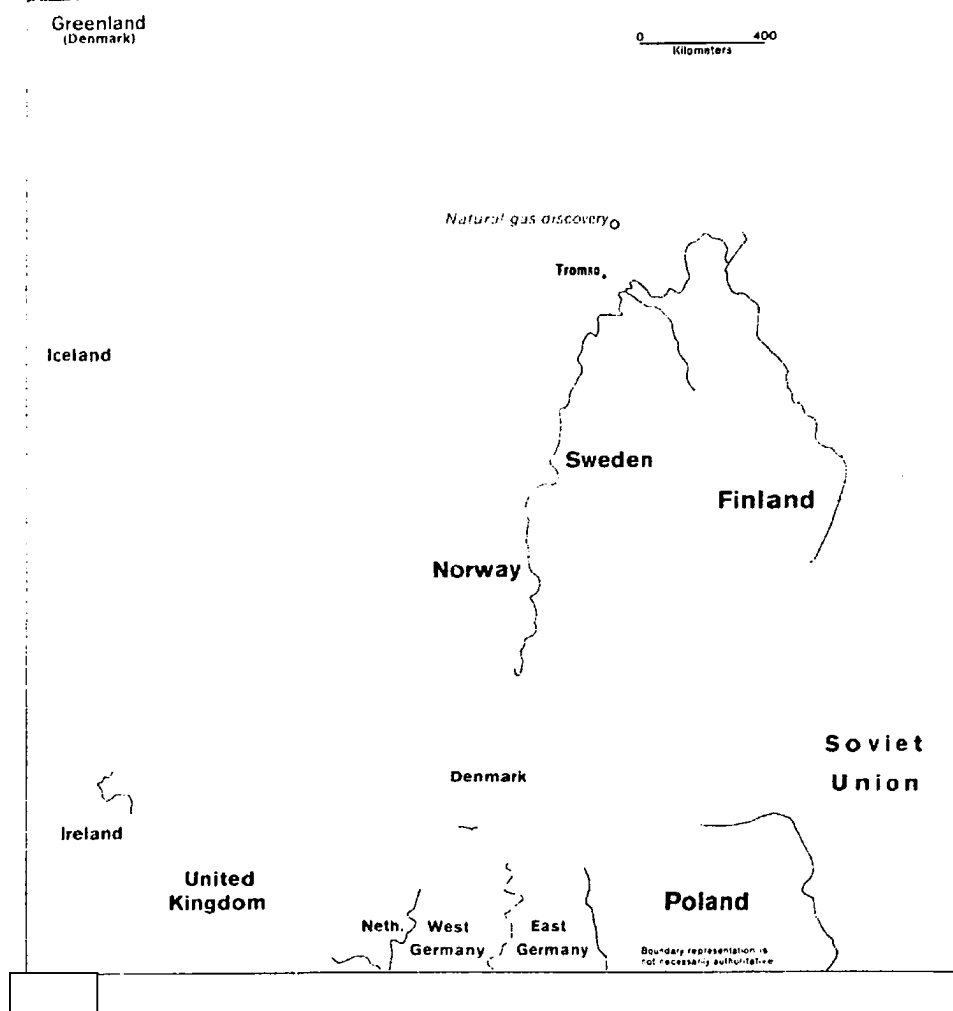 Greenland
(Denmark)
0 400
Kilometers
Natural gas discovery
Tromso
Iceland
Sweden
Finland
Norway
Soviet
Union
Denmark
Ireland
United
Kingdom
Neth.
West
Germany
East
Germany
Poland
Boundary representation is
not necessarily authoritative